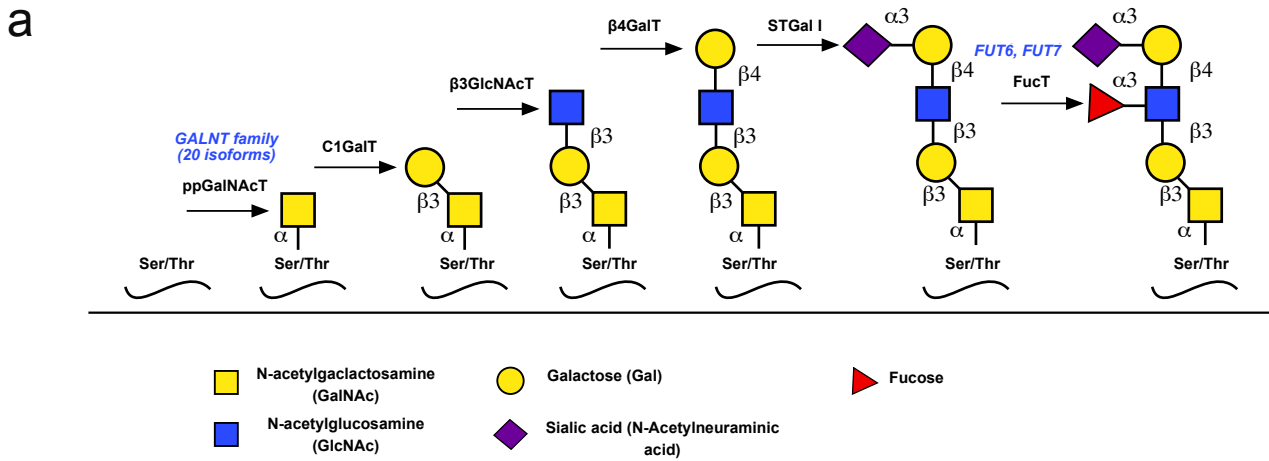 a
β4GalT
STGal I
α3
α3
FUT6, FUT7
β3GlcNAcT
β4
β4
FucT
α3
β4
GALNT family
(20 isoforms)
C1GalT
β3
β3
β3
β3
ppGalNAcT
β3
β3
β3
β3
β3
α
α
α
α
α
α
Ser/Thr
Ser/Thr
Ser/Thr
Ser/Thr
Ser/Thr
Ser/Thr
Ser/Thr
N-acetylgaclactosamine
(GalNAc)
Galactose (Gal)
Fucose
N-acetylglucosamine
(GlcNAc)
Sialic acid (N-Acetylneuraminic
acid)